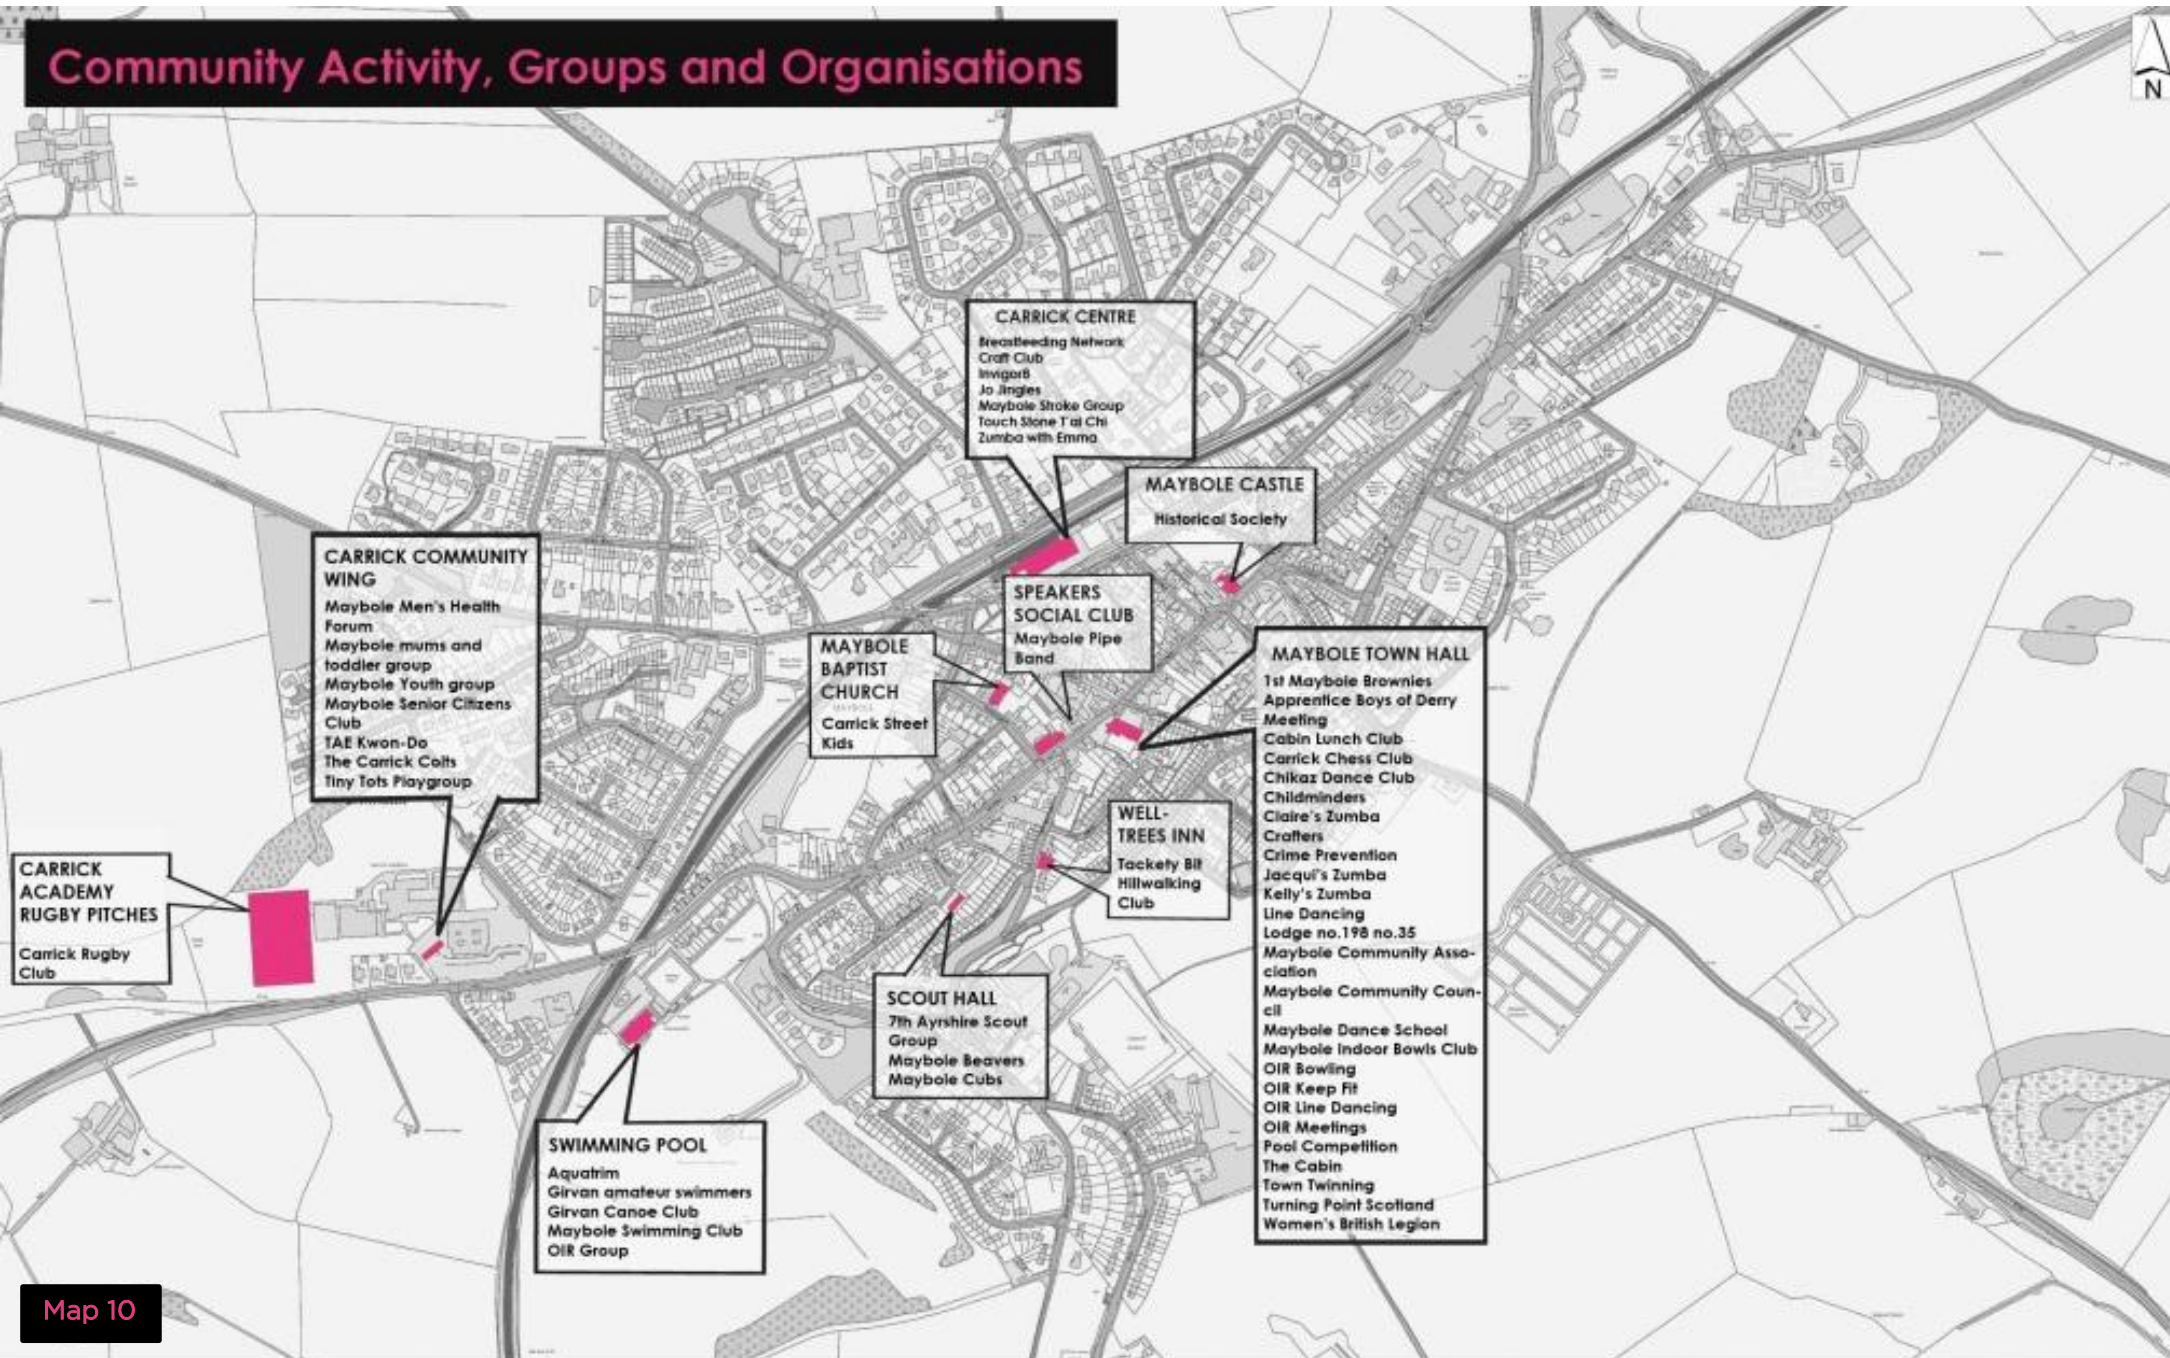 Community Activity, Groups and Organisations
N
CARRICK CENTRE
Breastfeeding Network
Craft Club
Invigor8
Jo Jingles
Maybole Stroke Group
Touch Stone T'ai Chi
Zumba with Emma
MAYBOLE CASTLE
Historical Society
CARRICK COMMUNITY
WING
Maybole Men's Health
Forum
Maybole mums and
toddler group
Maybole Youth group
Maybole Senior Citizens
Club
TAE Kwon-Do
The Carrick Colts
Tiny Tots Playgroup
SPEAKERS
SOCIAL CLUB
Maybole Pipe
Band
MAYBOLE
BAPTIST
CHURCH
Carrick Street
Kids
MAYBOLE TOWN HALL
1st Maybole Brownies
Apprentice Boys of Derry
Meeting
Cabin Lunch Club
Carrick Chess Club
Chikaz Dance Club
Childminders
Claire's Zumba
Crafters
Crime Prevention
Jacqui's Zumba
Kelly's Zumba
Line Dancing
Lodge no.198 no.35
Maybole Community Asso-
ciation
Maybole Community Coun-
cil
Maybole Dance School
Maybole Indoor Bowls Club
OIR Bowling
OIR Keep Fit
OIR Line Dancing
OIR Meetings
Pool Competition
The Cabin
Town Twinning
Turning Point Scotland
Women's British Legion
WELL-
TREES INN
Tackety Bit
Hillwalking
Club
CARRICK
ACADEMY
RUGBY PITCHES
Carrick Rugby
Club
SCOUT HALL
7th Ayrshire Scout
Group
Maybole Beavers
Maybole Cubs
SWIMMING POOL
Aquatrim
Girvan amateur swimmers
Girvan Canoe Club
Maybole Swimming Club
OIR Group
Map 10